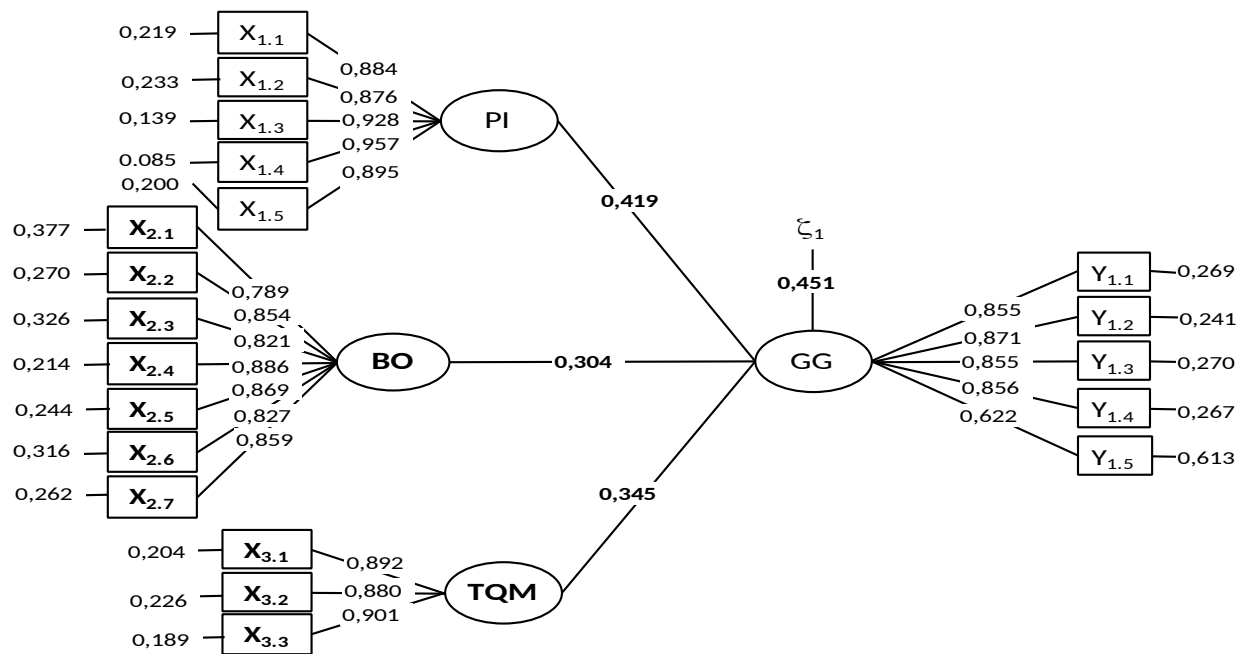 0,219 X1.1 0,884
0,233 X1.2 0,876
0,139 X1.3 0,928
0.085 X1.4 0,957
0,200 X1.5 0,895
PI
0,419
0,377 X2.1 0,789
0,270 X2.2 0,854
0,326 X2.3 0,821
0,214 X2.4 0,886
0,244 X2.5 0,869
0,316 X2.6 0,827
0,262 X2.7 0,859
BO
0,304
0,204 X3.1 0,892
0,226 X3.2 0,880
0,189 X3.3 0,901
TQM
0,345
ζ1
0,451
GG
0,855 Y1.1 0,269
0,871 Y1.2 0,241
0,855 Y1.3 0,270
0,856 Y1.4 0,267
0,622 Y1.5 0,613